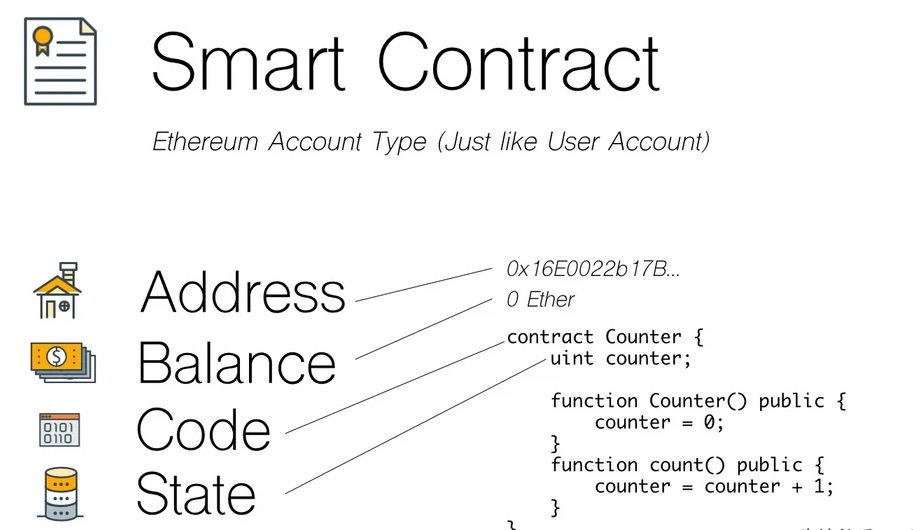 Smart Contract
Ethereum Account Type (Just like User Account)
Address
Balance
Code
State
0x16E0022b17B...
0 Ether
contract Counter {
uint counter;
function Counter() public {
counter = 0;
}
function count() public {
counter = counter + 1;
}
}
$
0101
0110